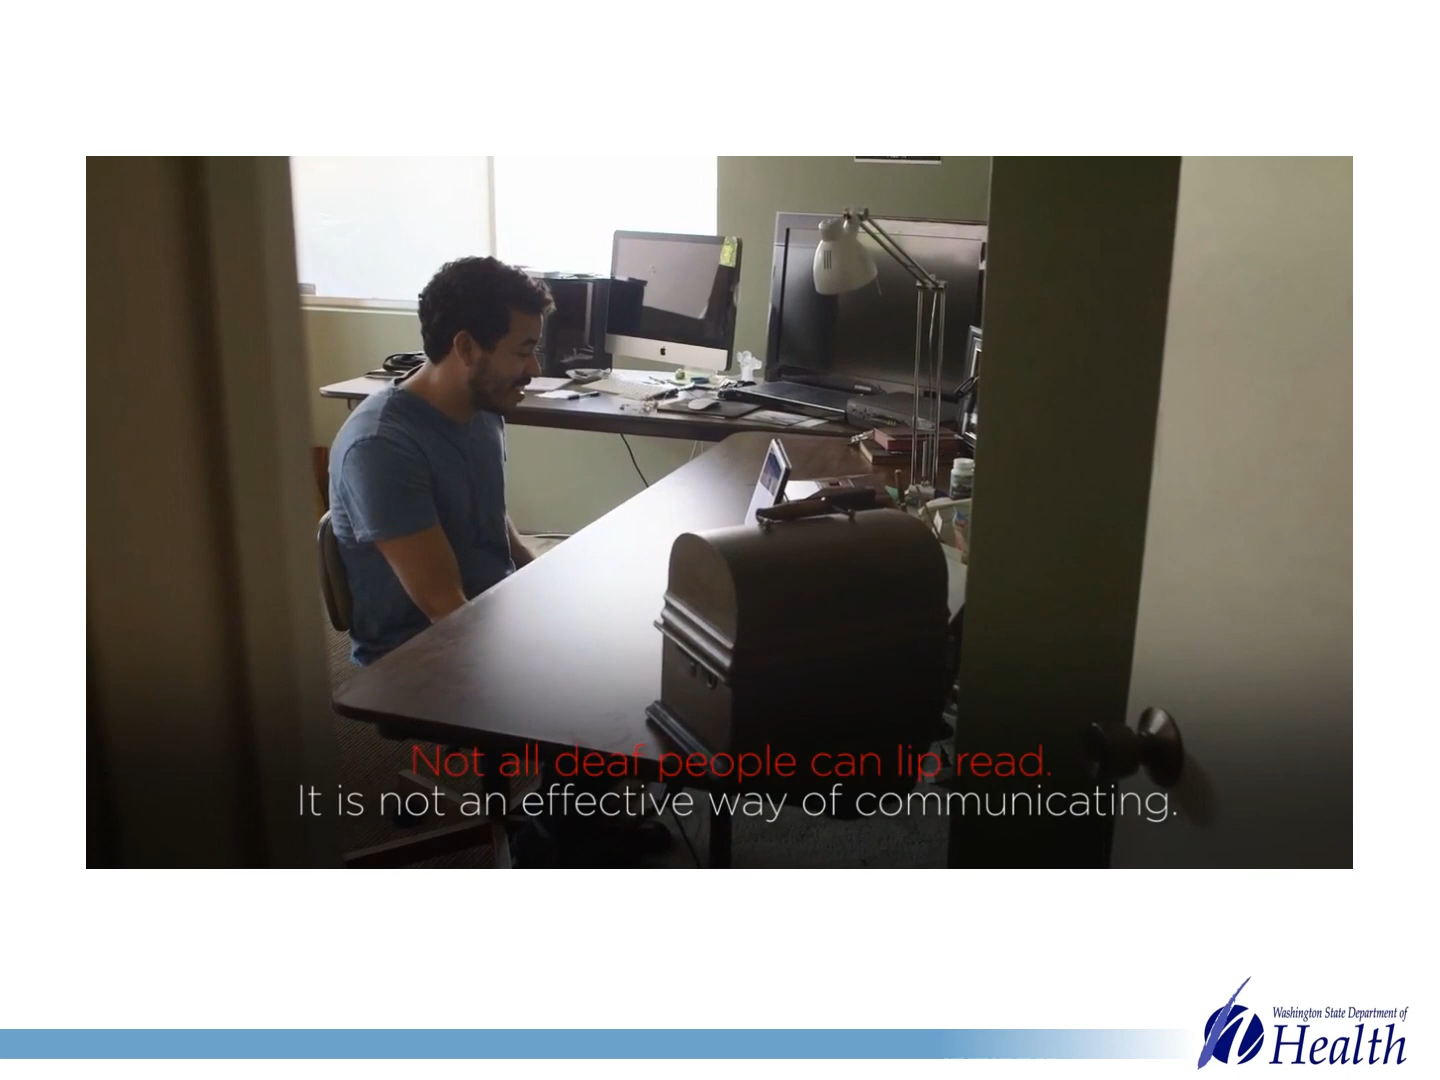 Not all deaf people can lip read.
It is not an effective way of communicating.
Washington State Department of
Health